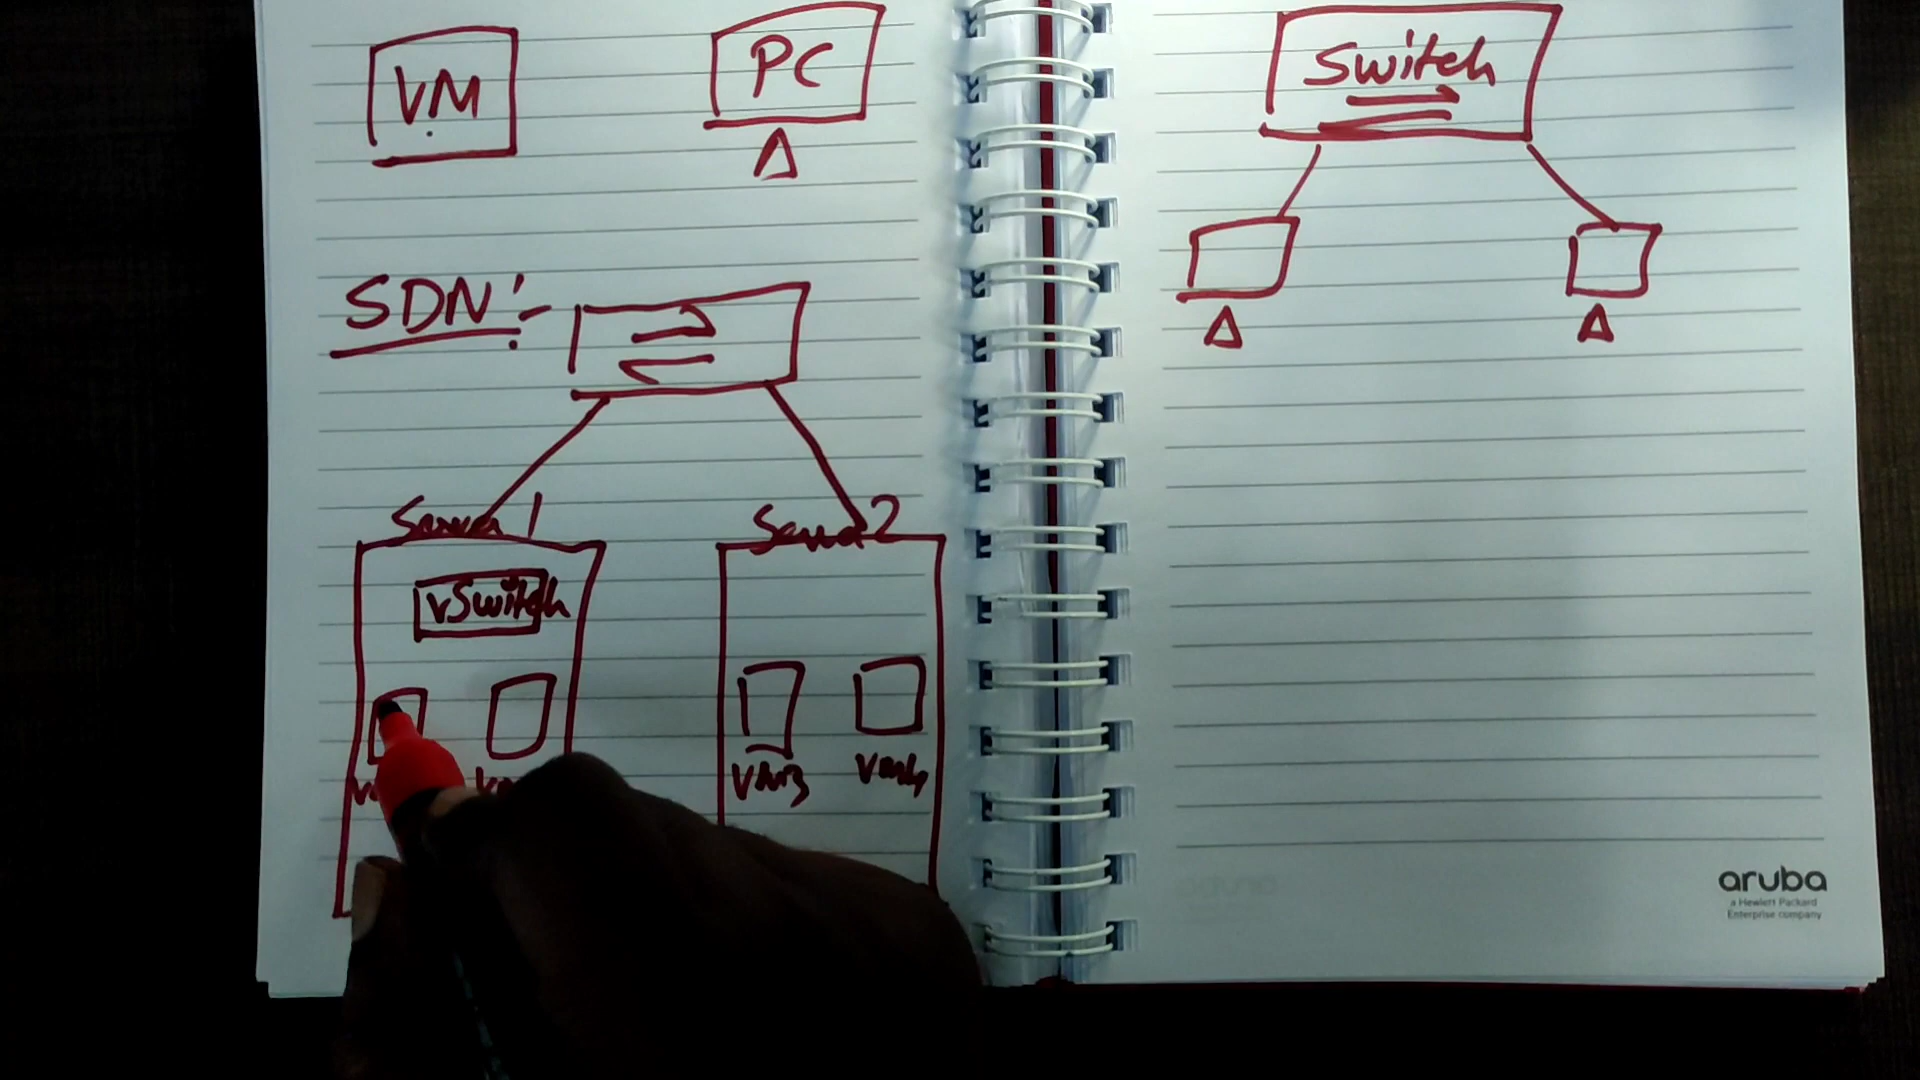 VM
PC
SDN:-
Server 1
Server 2
vSwitch
VM3
VM4
Switch
aruba
a Hewlett Packard
Enterprise company